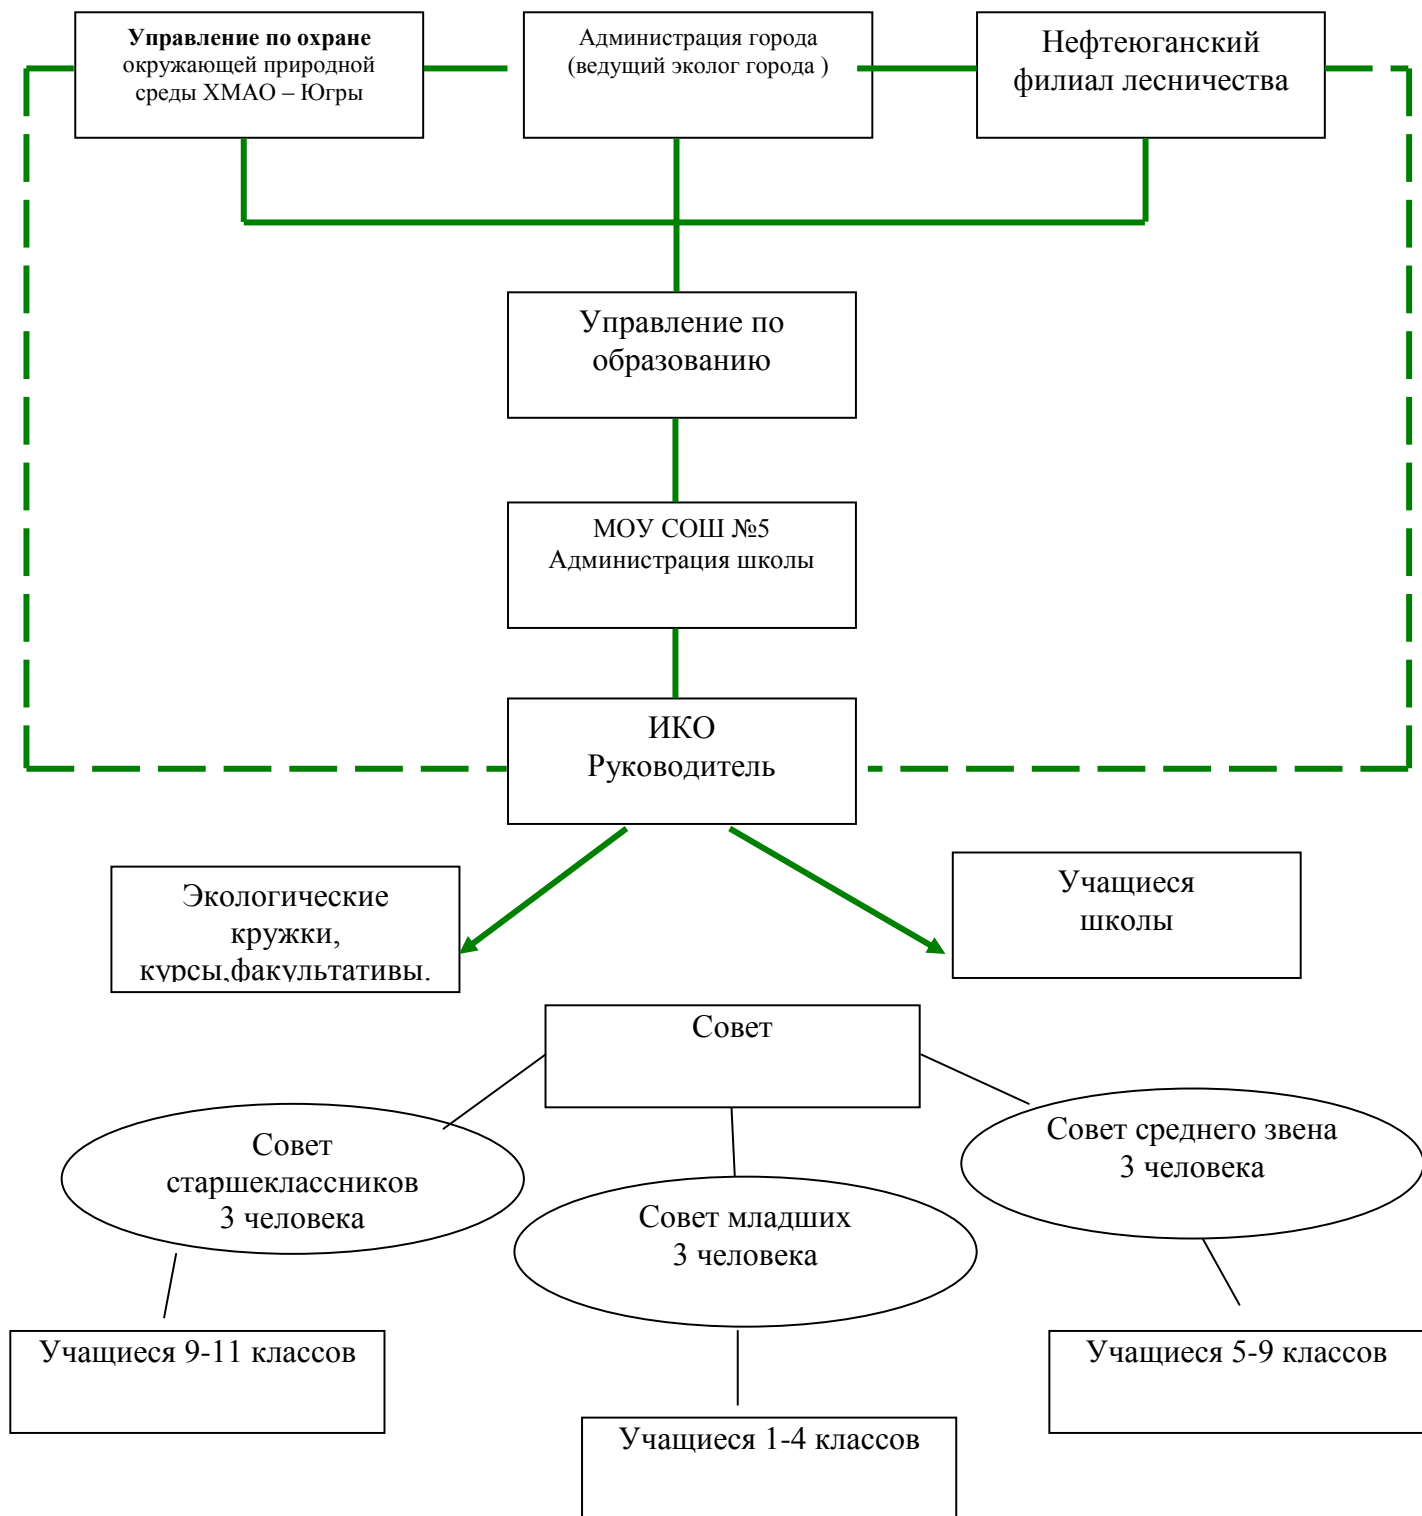 Управление по охране
окружающей природной
среды ХМАО – Югры
Администрация города
(ведущий эколог города )
Нефтеюганский
филиал лесничества
Управление по
образованию
МОУ СОШ №5
Администрация школы
ИКО
Руководитель
Экологические
кружки,
курсы,факультативы.
Учащиеся
школы
Совет
Совет
старшеклассников
3 человека
Совет младших
3 человека
Совет среднего звена
3 человека
Учащиеся 9-11 классов
Учащиеся 1-4 классов
Учащиеся 5-9 классов